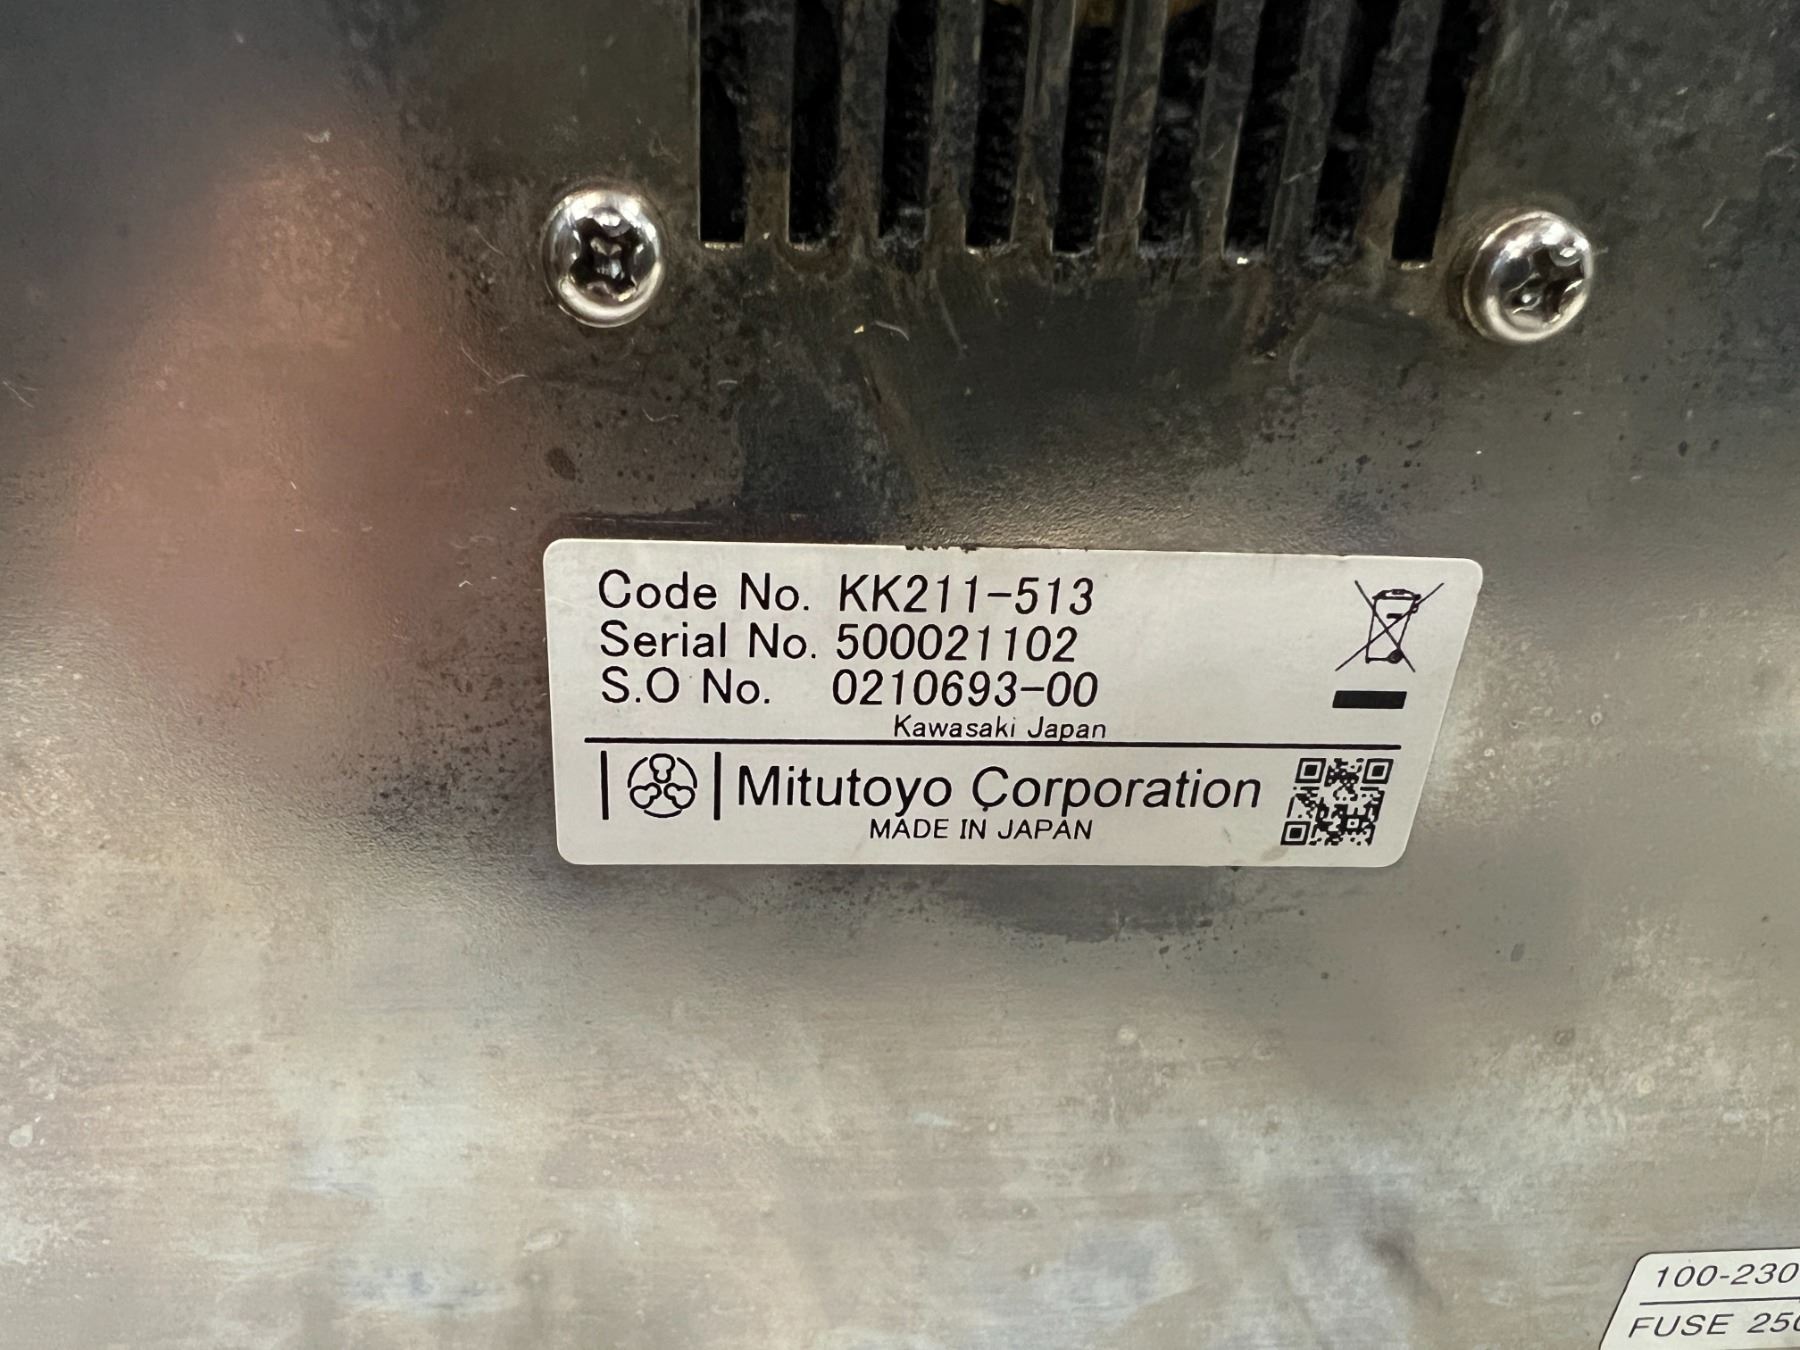 Code No. KK211-513
Serial No. 500021102
S.O No. 0210693-00
Kawasaki Japan
Mitutoyo Corporation
MADE IN JAPAN
100-230
FUSE